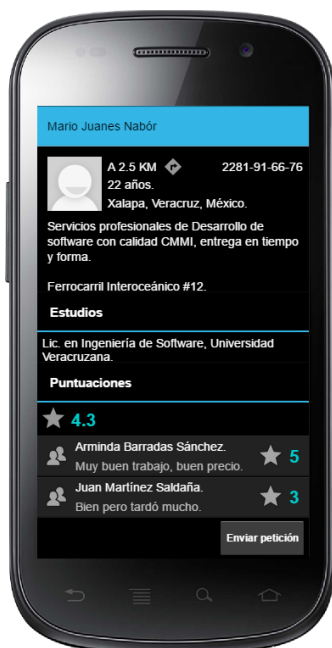 Mario Juanes Nabór
A 2.5 KM 2281-91-66-76
22 años.
Xalapa, Veracruz, México.
Servicios profesionales de Desarrollo de
software con calidad CMMI, entrega en tiempo
y forma.
Ferrocarril Interoceánico #12.
Estudios
Lic. en Ingeniería de Software, Universidad
Veracruzana.
Puntuaciones
4.3
Arminda Barradas Sánchez.
Muy buen trabajo, buen precio.
5
Juan Martínez Saldaña.
Bien pero tardó mucho.
3
Enviar petición